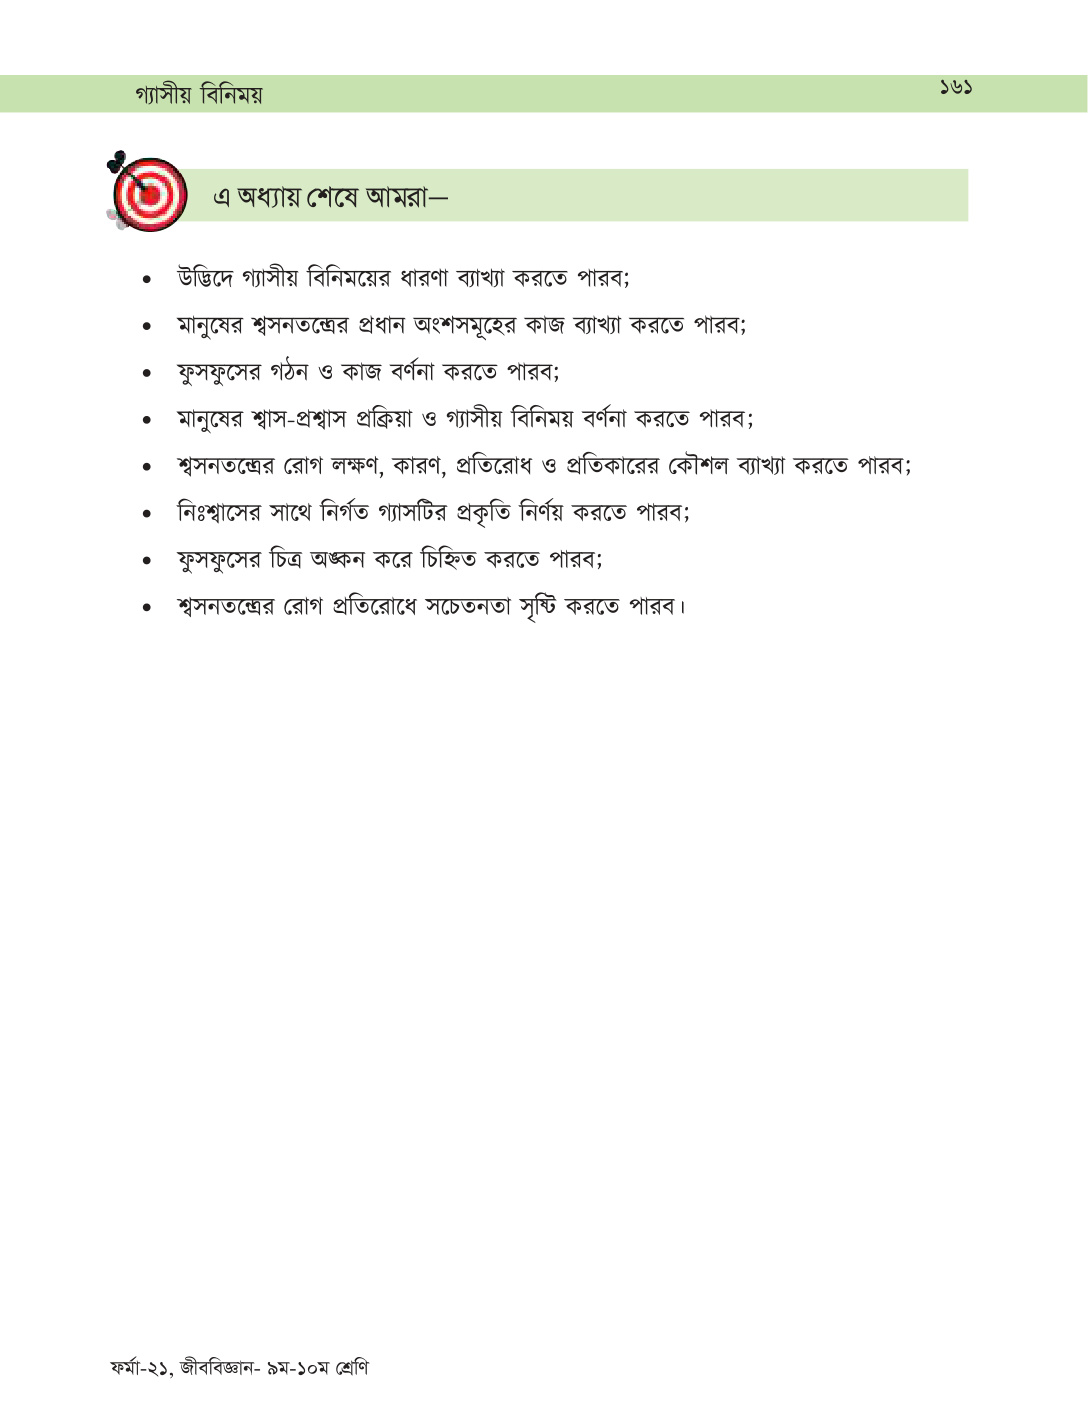 গ্যাসীয় বিনিময়
১৬১
এ অধ্যায় শেষে আমরা—
• উদ্ভিদে গ্যাসীয় বিনিময়ের ধারণা ব্যাখ্যা করতে পারব;
• মানুষের শ্বসনতন্ত্রের প্রধান অংশসমূহের কাজ ব্যাখ্যা করতে পারব;
• ফুসফুসের গঠন ও কাজ বর্ণনা করতে পারব;
• মানুষের শ্বাস-প্রশ্বাস প্রক্রিয়া ও গ্যাসীয় বিনিময় বর্ণনা করতে পারব;
• শ্বসনতন্ত্রের রোগ লক্ষণ, কারণ, প্রতিরোধ ও প্রতিকারের কৌশল ব্যাখ্যা করতে পারব;
• নিঃশ্বাসের সাথে নির্গত গ্যাসটির প্রকৃতি নির্ণয় করতে পারব;
• ফুসফুসের চিত্র অঙ্কন করে চিহ্নিত করতে পারব;
• শ্বসনতন্ত্রের রোগ প্রতিরোধে সচেতনতা সৃষ্টি করতে পারব।
ফর্মা-২১, জীববিজ্ঞান- ৯ম-১০ম শ্রেণি